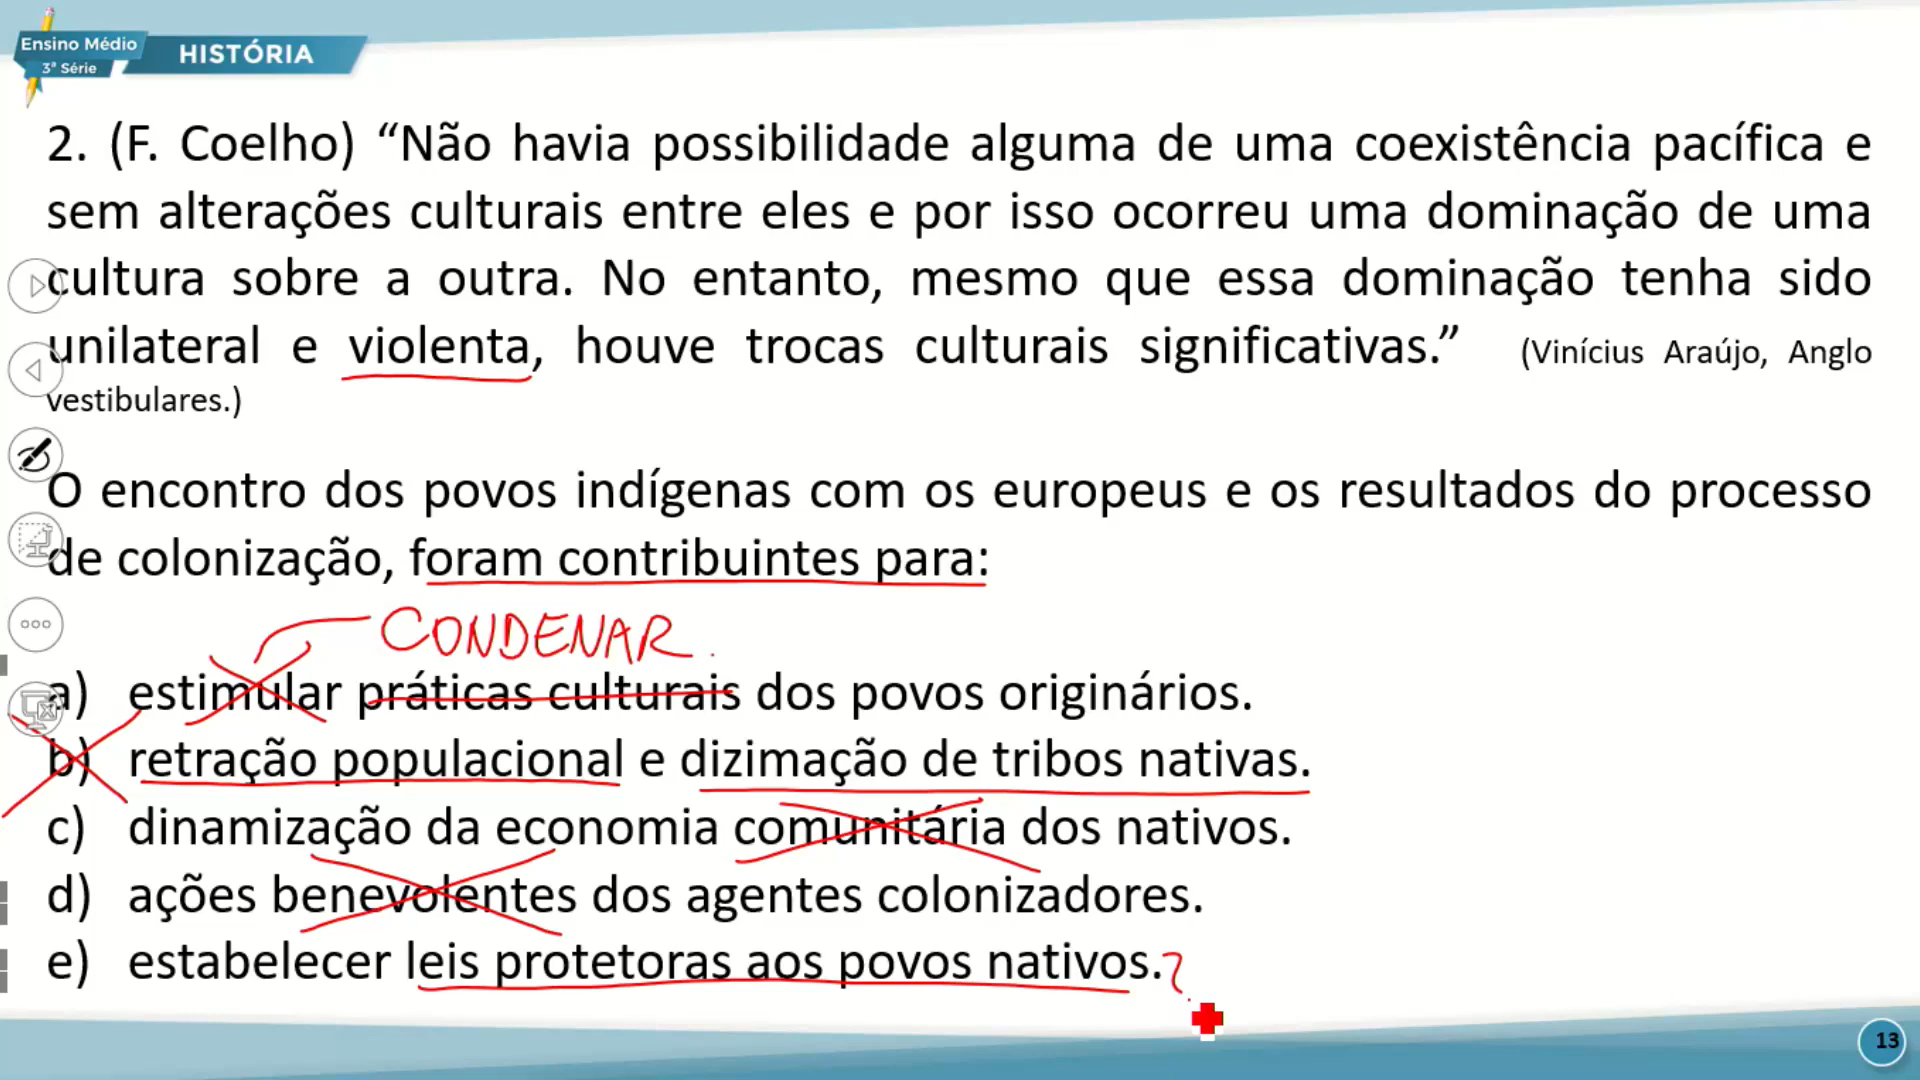 Ensino Médio
3ª Série
HISTÓRIA
2. (F. Coelho) “Não havia possibilidade alguma de uma coexistência pacífica e
sem alterações culturais entre eles e por isso ocorreu uma dominação de uma
cultura sobre a outra. No entanto, mesmo que essa dominação tenha sido
unilateral e violenta, houve trocas culturais significativas.” (Vinícius Araújo, Anglo
vestibulares.)
O encontro dos povos indígenas com os europeus e os resultados do processo
de colonização, foram contribuintes para:
CONDENAR.
a) estimular práticas culturais dos povos originários.
b) retração populacional e dizimação de tribos nativas.
c) dinamização da economia comunitária dos nativos.
d) ações benevolentes dos agentes colonizadores.
e) estabelecer leis protetoras aos povos nativos.?
13